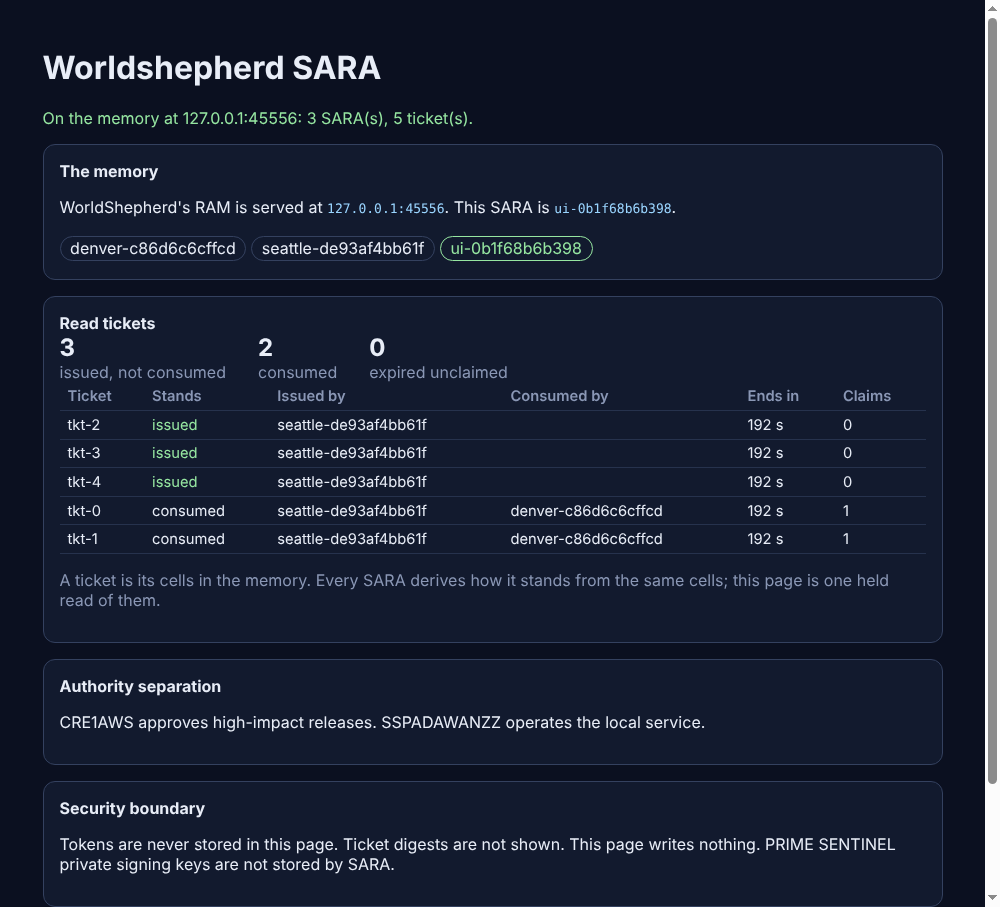 Worldshepherd SARA
On the memory at 127.0.0.1:45556: 3 SARA(s), 5 ticket(s).
The memory
WorldShepherd's RAM is served at 127.0.0.1:45556. This SARA is ui-0b1f68b6b398.
denver-c86d6c6cffcd seattle-de93af4bb61f ui-0b1f68b6b398
Read tickets
3 2 0
issued, not consumed consumed expired unclaimed
Ticket Stands Issued by Consumed by Ends in Claims
tkt-2 issued seattle-de93af4bb61f 192 s 0
tkt-3 issued seattle-de93af4bb61f 192 s 0
tkt-4 issued seattle-de93af4bb61f 192 s 0
tkt-0 consumed seattle-de93af4bb61f denver-c86d6c6cffcd 192 s 1
tkt-1 consumed seattle-de93af4bb61f denver-c86d6c6cffcd 192 s 1
A ticket is its cells in the memory. Every SARA derives how it stands from the same cells; this page is one held
read of them.
Authority separation
CRE1AWS approves high-impact releases. SSPADAWANZZ operates the local service.
Security boundary
Tokens are never stored in this page. Ticket digests are not shown. This page writes nothing. PRIME SENTINEL
private signing keys are not stored by SARA.